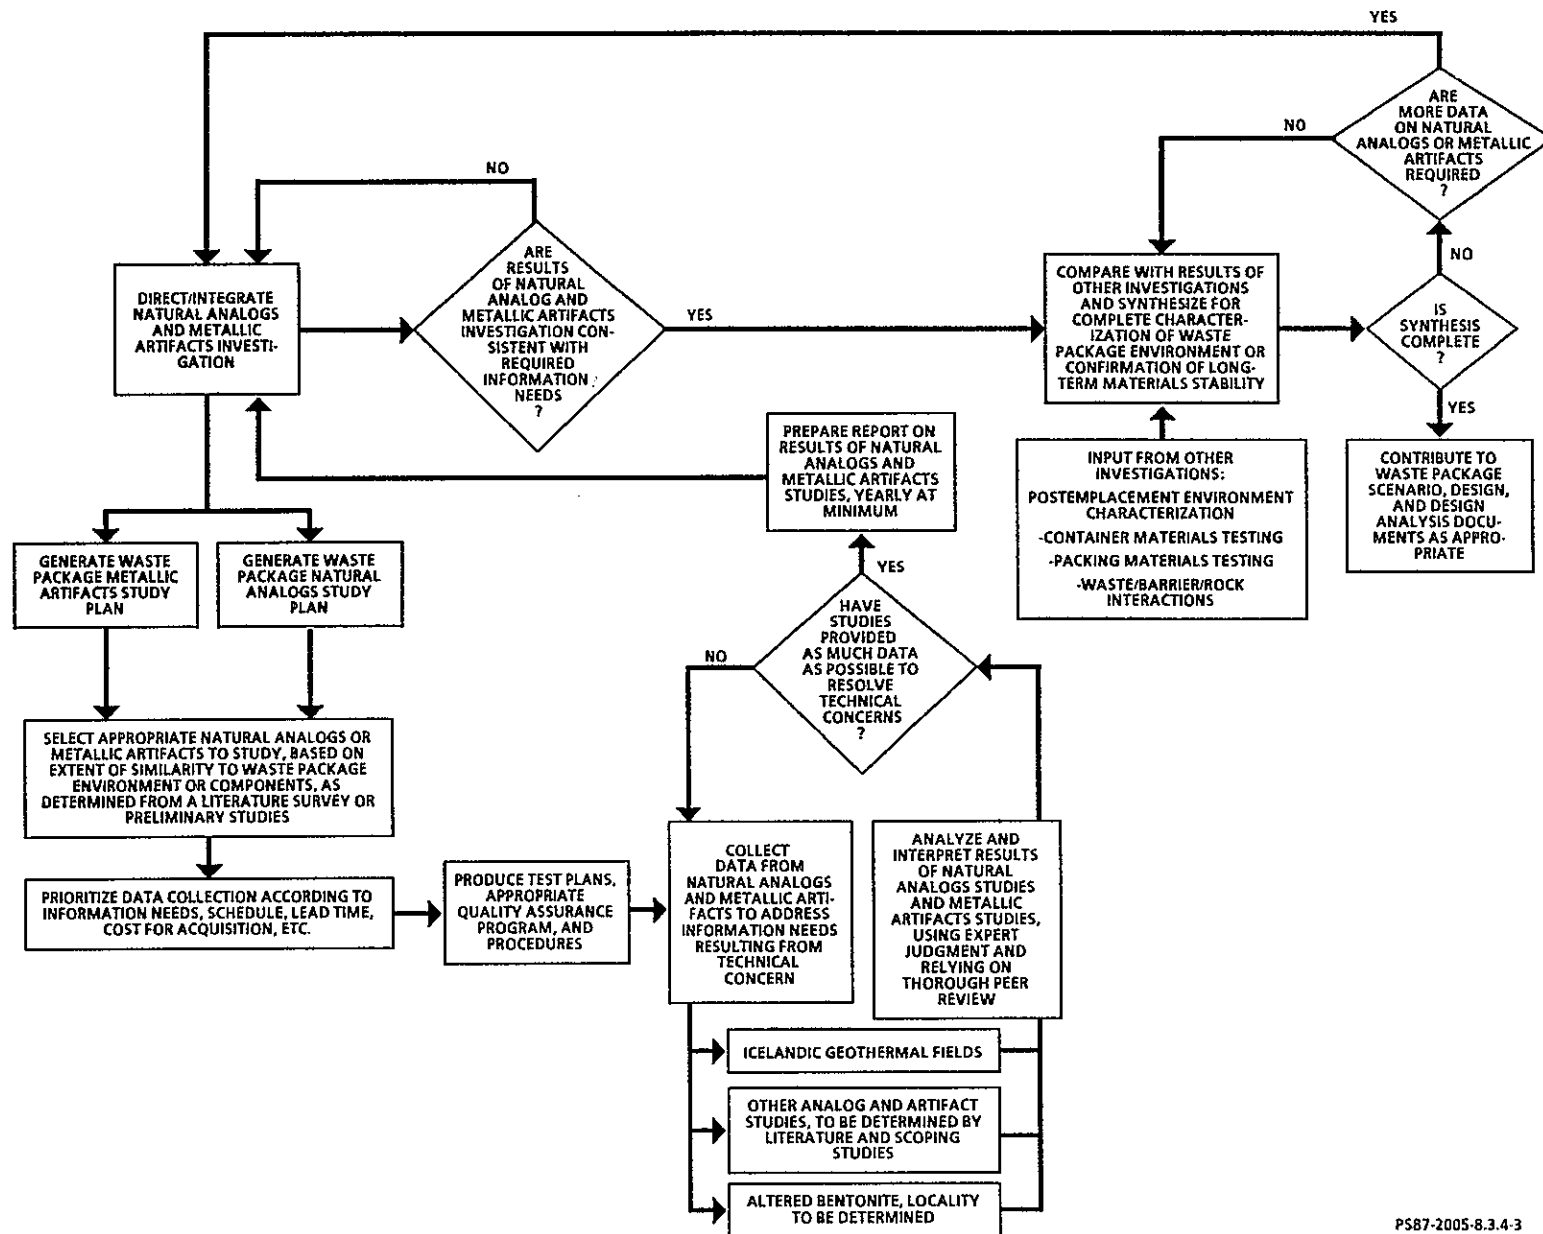 YES
ARE
MORE DATA
ON NATURAL
ANALOGS OR METALLIC
ARTIFACTS
REQUIRED
?
NO
NO
NO
ARE
RESULTS
OF NATURAL
ANALOG AND
METALLIC ARTIFACTS
INVESTIGATION CON-
SISTENT WITH
REQUIRED
INFORMATION
NEEDS
?
YES
DIRECT/INTEGRATE
NATURAL ANALOGS
AND METALLIC
ARTIFACTS INVESTI-
GATION
COMPARE WITH RESULTS OF
OTHER INVESTIGATIONS
AND SYNTHESIZE FOR
COMPLETE CHARACTER-
IZATION OF WASTE
PACKAGE ENVIRONMENT OR
CONFIRMATION OF LONG-
TERM MATERIALS STABILITY
IS
SYNTHESIS
COMPLETE
?
YES
PREPARE REPORT ON
RESULTS OF NATURAL
ANALOGS AND
METALLIC ARTIFACTS
STUDIES, YEARLY AT
MINIMUM
INPUT FROM OTHER
INVESTIGATIONS:
POSTEMPLACEMENT ENVIRONMENT
CHARACTERIZATION
-CONTAINER MATERIALS TESTING
-PACKING MATERIALS TESTING
-WASTE/BARRIER/ROCK
INTERACTIONS
CONTRIBUTE TO
WASTE PACKAGE
SCENARIO, DESIGN,
AND DESIGN
ANALYSIS DOCU-
MENTS AS APPRO-
PRIATE
GENERATE WASTE
PACKAGE METALLIC
ARTIFACTS STUDY
PLAN
GENERATE WASTE
PACKAGE NATURAL
ANALOGS STUDY
PLAN
YES
HAVE
STUDIES
PROVIDED
AS MUCH DATA
AS POSSIBLE TO
RESOLVE
TECHNICAL
CONCERNS
?
NO
SELECT APPROPRIATE NATURAL ANALOGS OR
METALLIC ARTIFACTS TO STUDY, BASED ON
EXTENT OF SIMILARITY TO WASTE PACKAGE
ENVIRONMENT OR COMPONENTS, AS
DETERMINED FROM A LITERATURE SURVEY OR
PRELIMINARY STUDIES
PRIORITIZE DATA COLLECTION ACCORDING TO
INFORMATION NEEDS, SCHEDULE, LEAD TIME,
COST FOR ACQUISITION, ETC.
PRODUCE TEST PLANS,
APPROPRIATE
QUALITY ASSURANCE
PROGRAM, AND
PROCEDURES
COLLECT
DATA FROM
NATURAL ANALOGS
AND METALLIC ARTI-
FACTS TO ADDRESS
INFORMATION NEEDS
RESULTING FROM
TECHNICAL
CONCERN
ANALYZE AND
INTERPRET RESULTS
OF NATURAL
ANALOGS STUDIES
AND METALLIC
ARTIFACTS STUDIES,
USING EXPERT
JUDGMENT AND
RELYING ON
THOROUGH PEER
REVIEW
ICELANDIC GEOTHERMAL FIELDS
OTHER ANALOG AND ARTIFACT
STUDIES, TO BE DETERMINED BY
LITERATURE AND SCOPING
STUDIES
ALTERED BENTONITE, LOCALITY
TO BE DETERMINED
PS87-2005-8.3.4-3